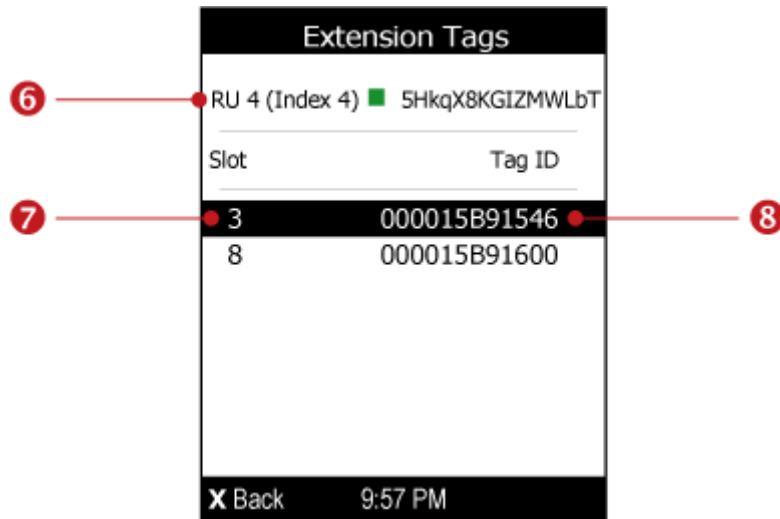 Extension Tags
6 RU 4 (Index 4) 5HkqX8KGIZMWLbT
Slot Tag ID
7 3 000015B91546 8
8 000015B91600
X Back 9:57 PM